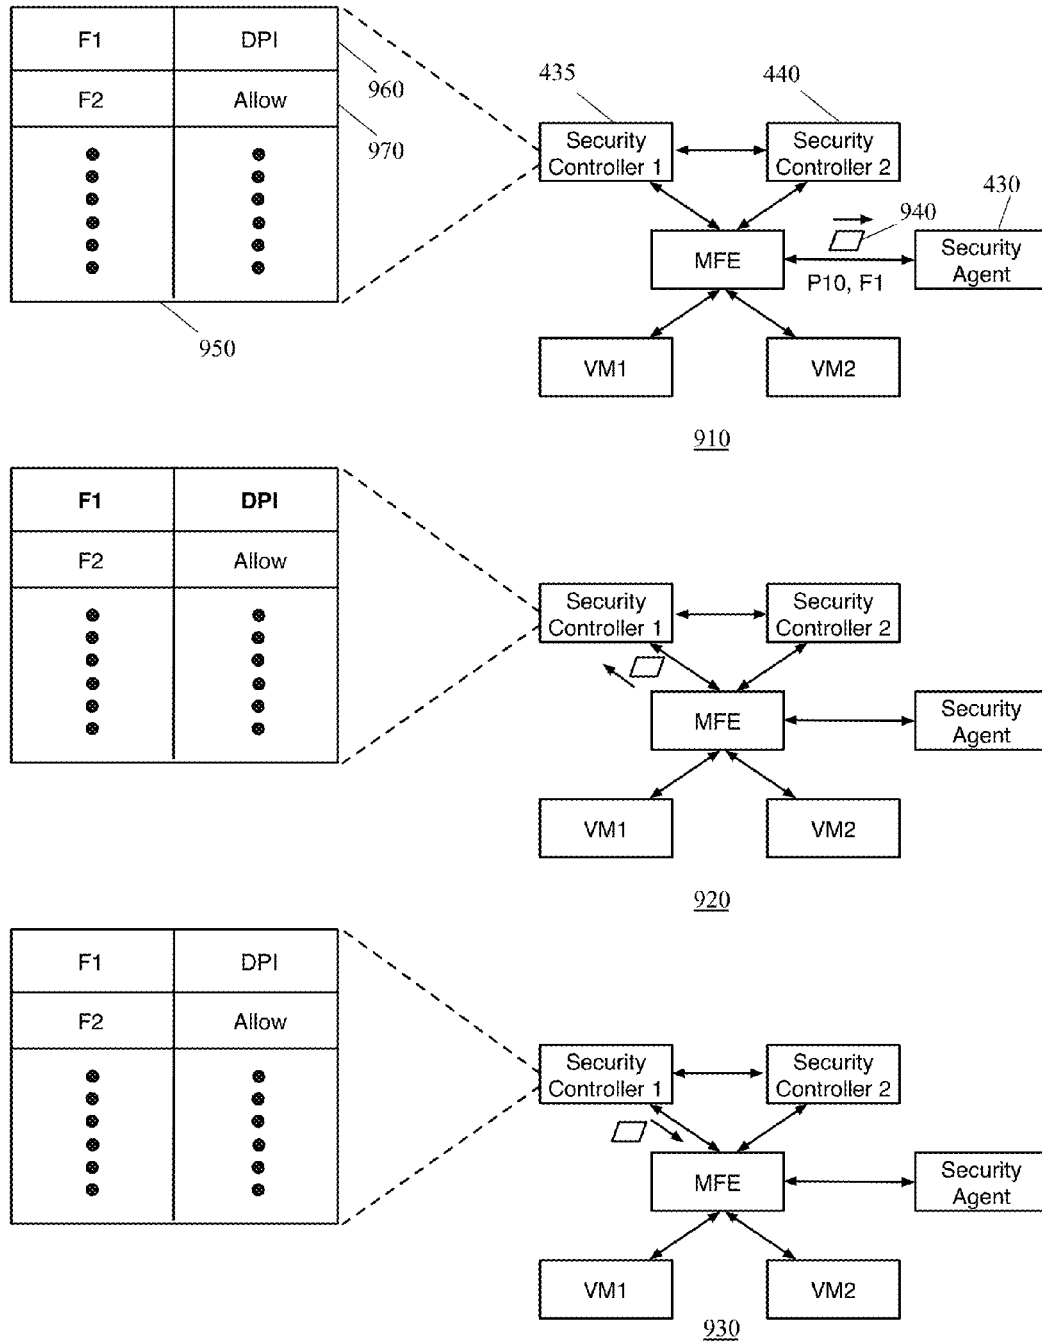 F1 DPI
F2 Allow
960
970
950
435
440
Security
Controller 1
Security
Controller 2
430
940
MFE
P10, F1
Security
Agent
VM1
VM2
910
F1 DPI
F2 Allow
Security
Controller 1
Security
Controller 2
MFE
Security
Agent
VM1
VM2
920
F1 DPI
F2 Allow
Security
Controller 1
Security
Controller 2
MFE
Security
Agent
VM1
VM2
930